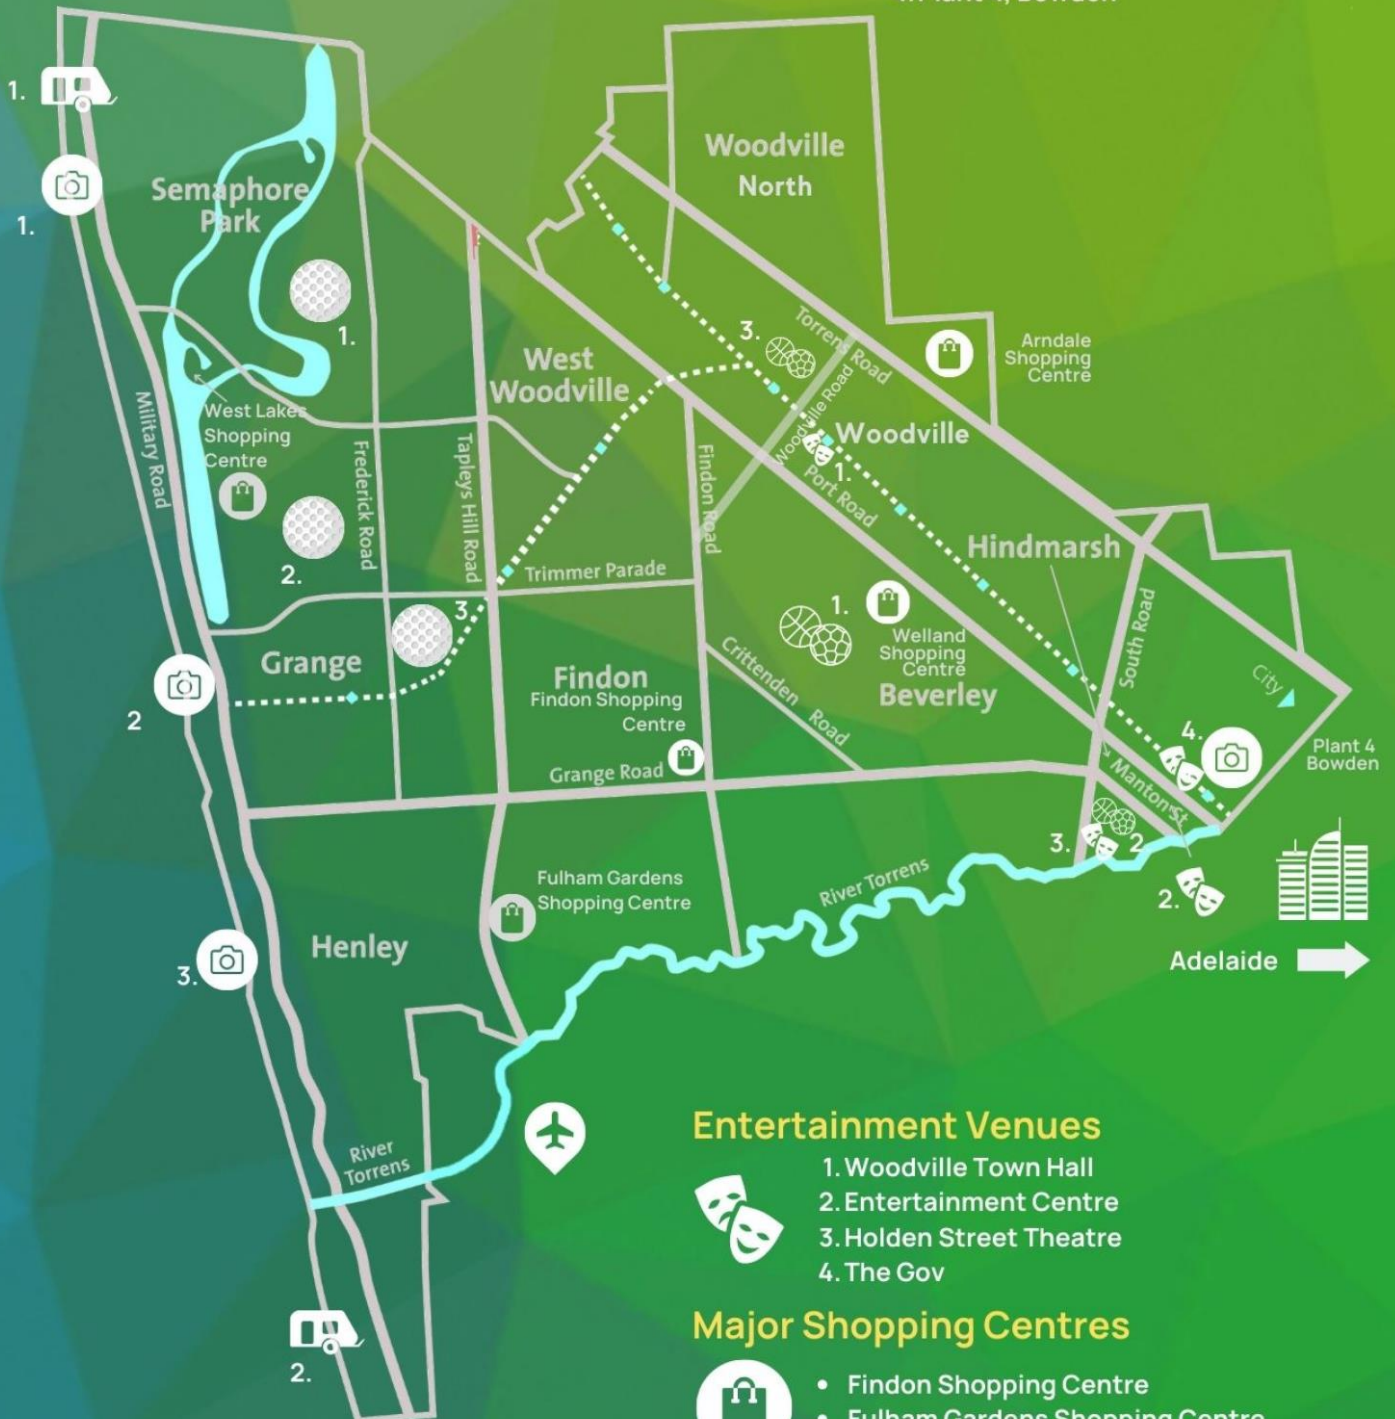 1.
1.
Semaphore
Park
1.
Woodville
North
3.
Torrens Road
Arndale
Shopping
Centre
West
Woodville
West Lakes
Shopping
Centre
Military Road
Frederick Road
Tapleys Hill Road
Findon Road
Woodville Road
Woodville
1.
Port Road
Hindmarsh
2.
Trimmer Parade
3.
1.
Welland
Shopping
Centre
Beverley
South Road
City
Grange
2
Findon
Findon Shopping
Centre
Crittenden Road
Grange Road
4.
Plant 4
Bowden
Manton St
3.
2
2.
River Torrens
Fulham Gardens
Shopping Centre
Henley
3.
Adelaide
River
Torrens
2.
Entertainment Venues
1. Woodville Town Hall
2. Entertainment Centre
3. Holden Street Theatre
4. The Gov
Major Shopping Centres
• Findon Shopping Centre
• Fulham Gardens Shopping Centre